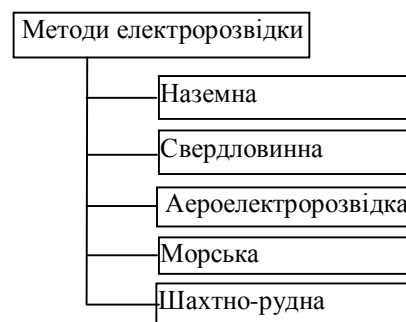 Методи електророзвідки
Наземна
Свердловинна
Аероелектророзвідка
Морська
Шахтно-рудна